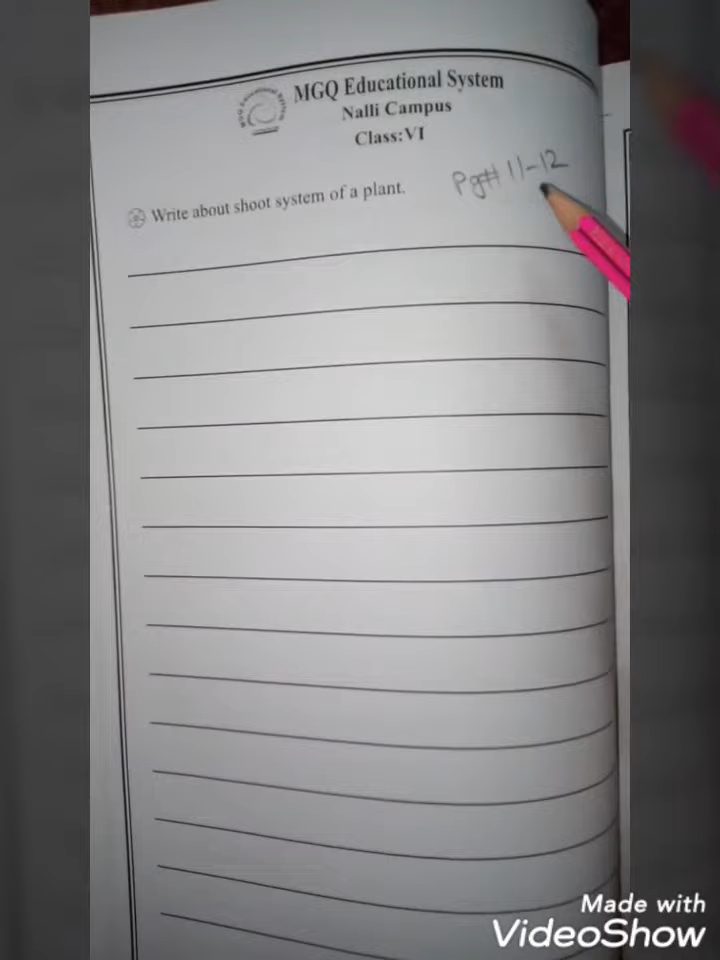 MGQ Educational System
Nalli Campus
Class:VI
Pg# 11-12
Write about shoot system of a plant.
Made with
VideoShow